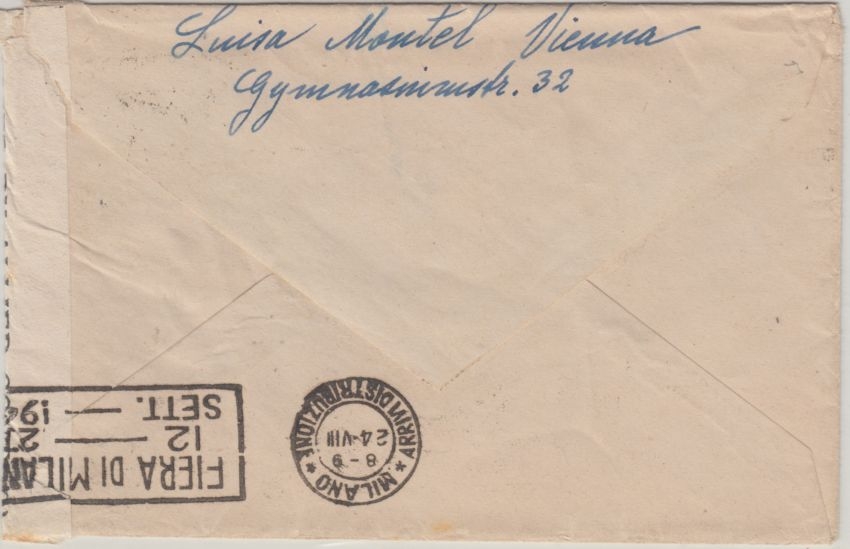 Luisa Montel Vienna
Gymnasiumstr. 32
FIERA DI MILAN
12 — 27
SETT. — 194
* MILANO *
ARRIVI DISTRIBUZIONE
8 - 9
24 - VIII